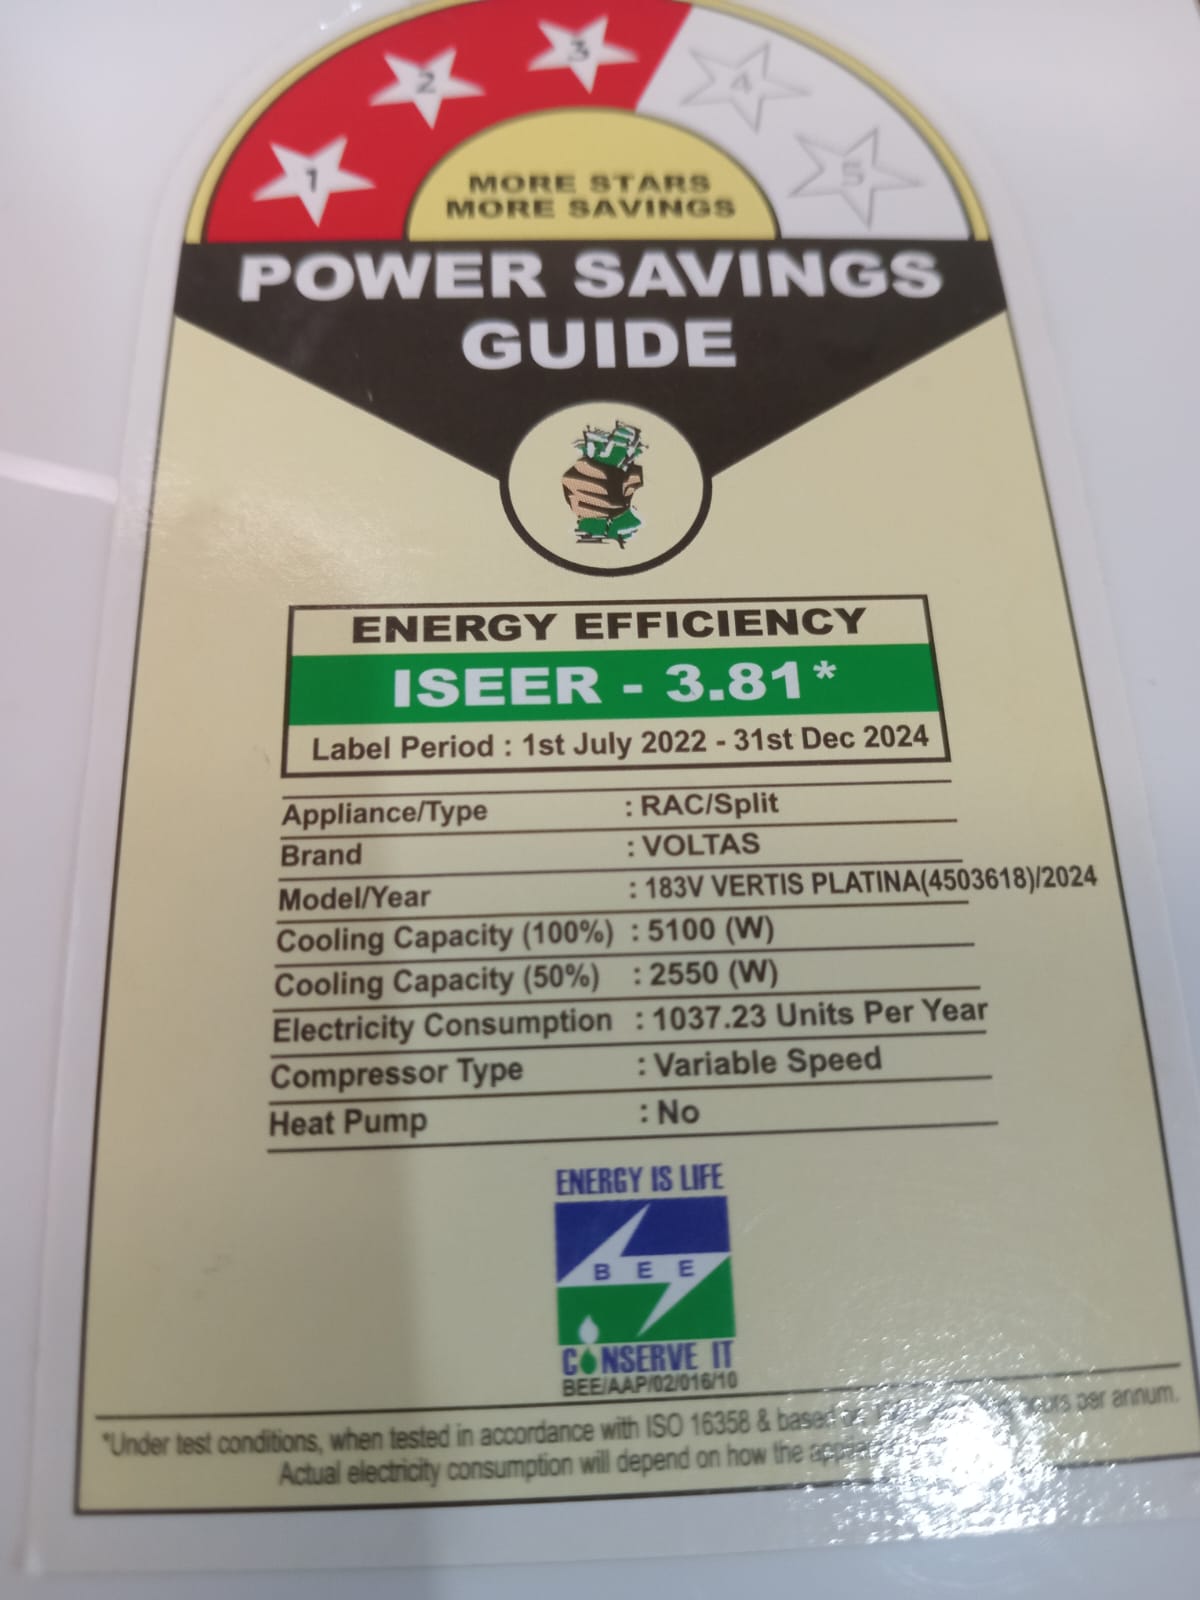 1 2 3 4 5
MORE STARS
MORE SAVINGS
POWER SAVINGS
GUIDE
ENERGY EFFICIENCY
ISEER - 3.81*
Label Period : 1st July 2022 - 31st Dec 2024
Appliance/Type : RAC/Split
Brand : VOLTAS
Model/Year : 183V VERTIS PLATINA(4503618)/2024
Cooling Capacity (100%) : 5100 (W)
Cooling Capacity (50%) : 2550 (W)
Electricity Consumption : 1037.23 Units Per Year
Compressor Type : Variable Speed
Heat Pump : No
ENERGY IS LIFE
BEE
CONSERVE IT
BEE/AAP/02/016/10
*Under test conditions, when tested in accordance with ISO 16358 & based hours per annum.
Actual electricity consumption will depend on how the